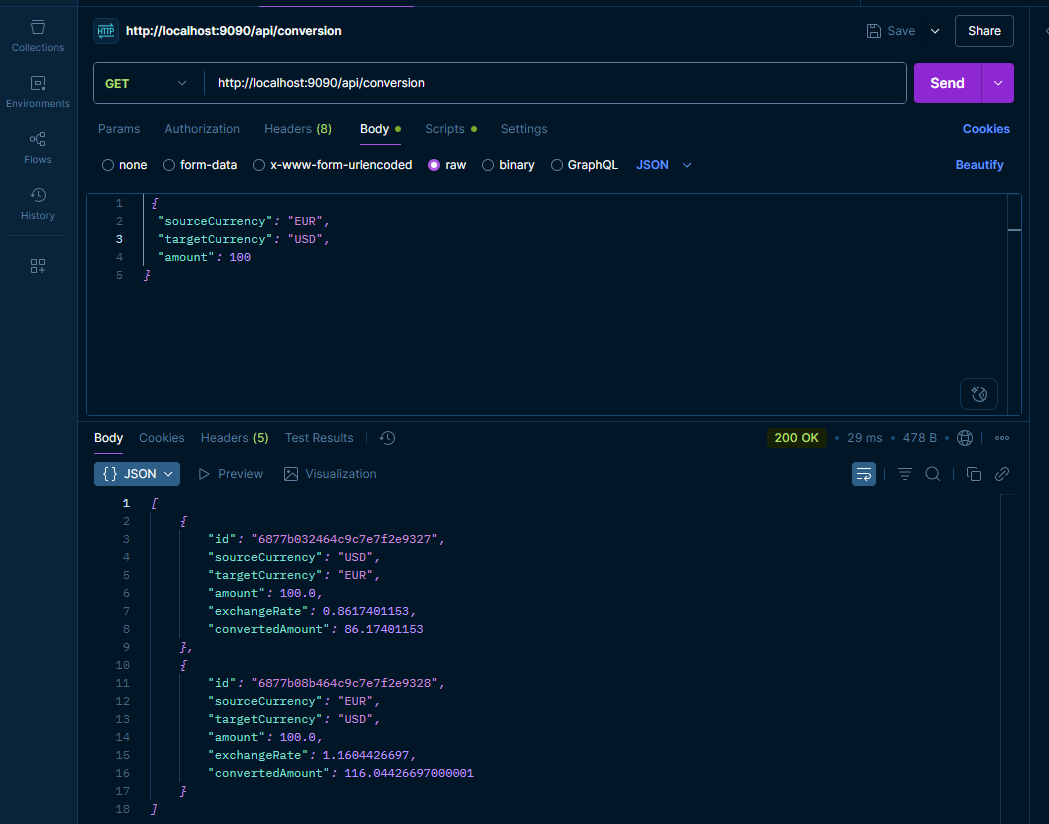 Collections
Environments
Flows
History
HTTP http://localhost:9090/api/conversion Save Share
GET http://localhost:9090/api/conversion Send
Params Authorization Headers (8) Body Scripts Settings Cookies
none form-data x-www-form-urlencoded raw binary GraphQL JSON Beautify
1 {
2 "sourceCurrency": "EUR",
3 "targetCurrency": "USD",
4 "amount": 100
5 }
Body Cookies Headers (5) Test Results 200 OK • 29 ms • 478 B •
{} JSON Preview Visualization
1 [
2 {
3 "id": "6877b032464c9c7e7f2e9327",
4 "sourceCurrency": "USD",
5 "targetCurrency": "EUR",
6 "amount": 100.0,
7 "exchangeRate": 0.8617401153,
8 "convertedAmount": 86.17401153
9 },
10 {
11 "id": "6877b08b464c9c7e7f2e9328",
12 "sourceCurrency": "EUR",
13 "targetCurrency": "USD",
14 "amount": 100.0,
15 "exchangeRate": 1.1604426697,
16 "convertedAmount": 116.04426697000001
17 }
18 ]